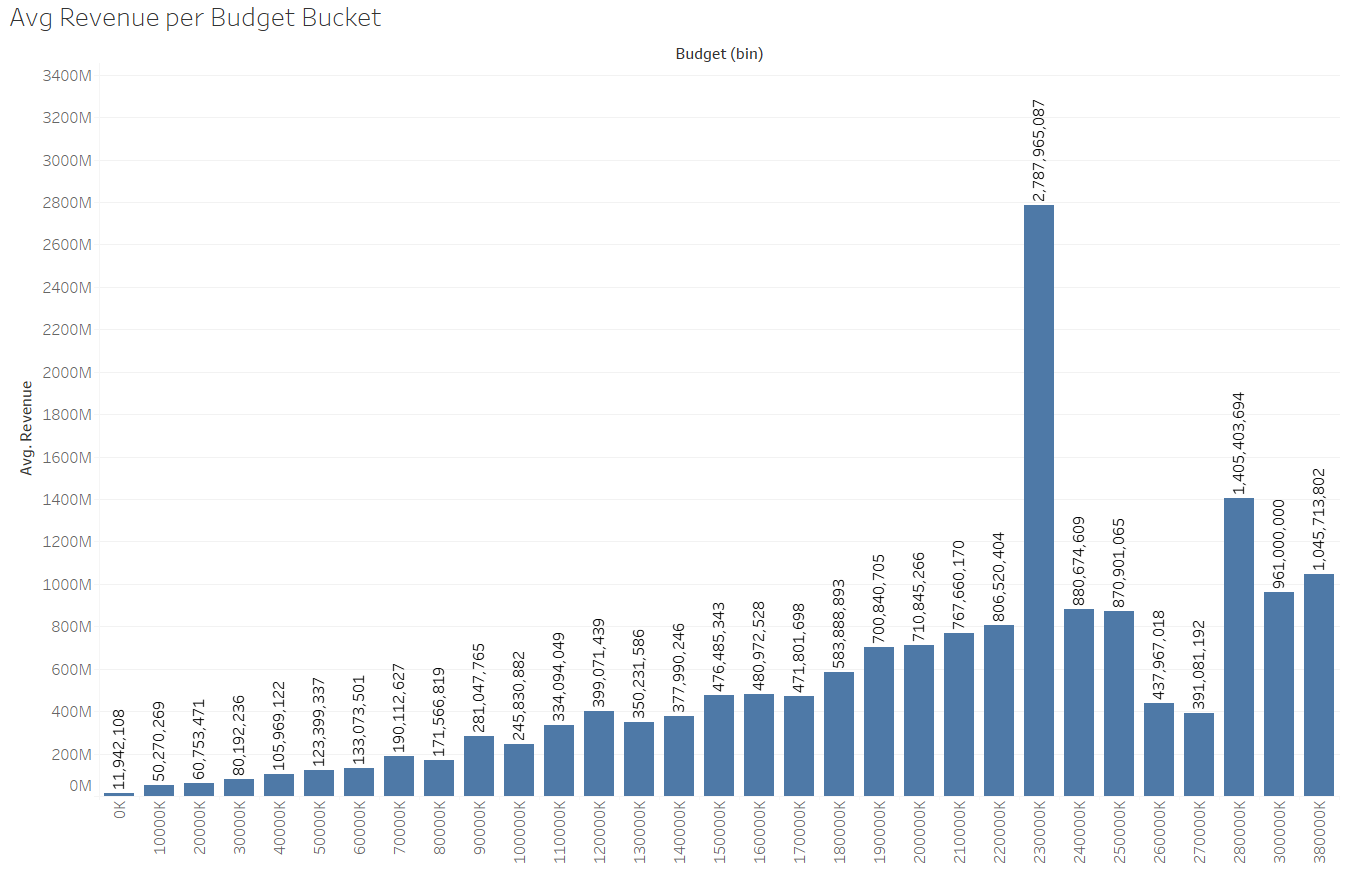 Avg Revenue per Budget Bucket
Budget (bin)
3400M
3200M
3000M
2800M
2600M
2400M
2200M
2000M
1800M
1600M
1400M
1200M
1000M
800M
600M
400M
200M
0M
Avg. Revenue
11,942,108
50,270,269
60,753,471
80,192,236
105,969,122
123,399,337
133,073,501
190,112,627
171,566,819
281,047,765
245,830,882
334,094,049
399,071,439
350,231,586
377,990,246
476,485,343
480,972,528
471,801,698
583,888,893
700,840,705
710,845,266
767,660,170
806,520,404
2,787,965,087
880,674,609
870,901,065
437,967,018
391,081,192
1,405,403,694
961,000,000
1,045,713,802
0K
10000K
20000K
30000K
40000K
50000K
60000K
70000K
80000K
90000K
100000K
110000K
120000K
130000K
140000K
150000K
160000K
170000K
180000K
190000K
200000K
210000K
220000K
230000K
240000K
250000K
260000K
270000K
280000K
300000K
380000K